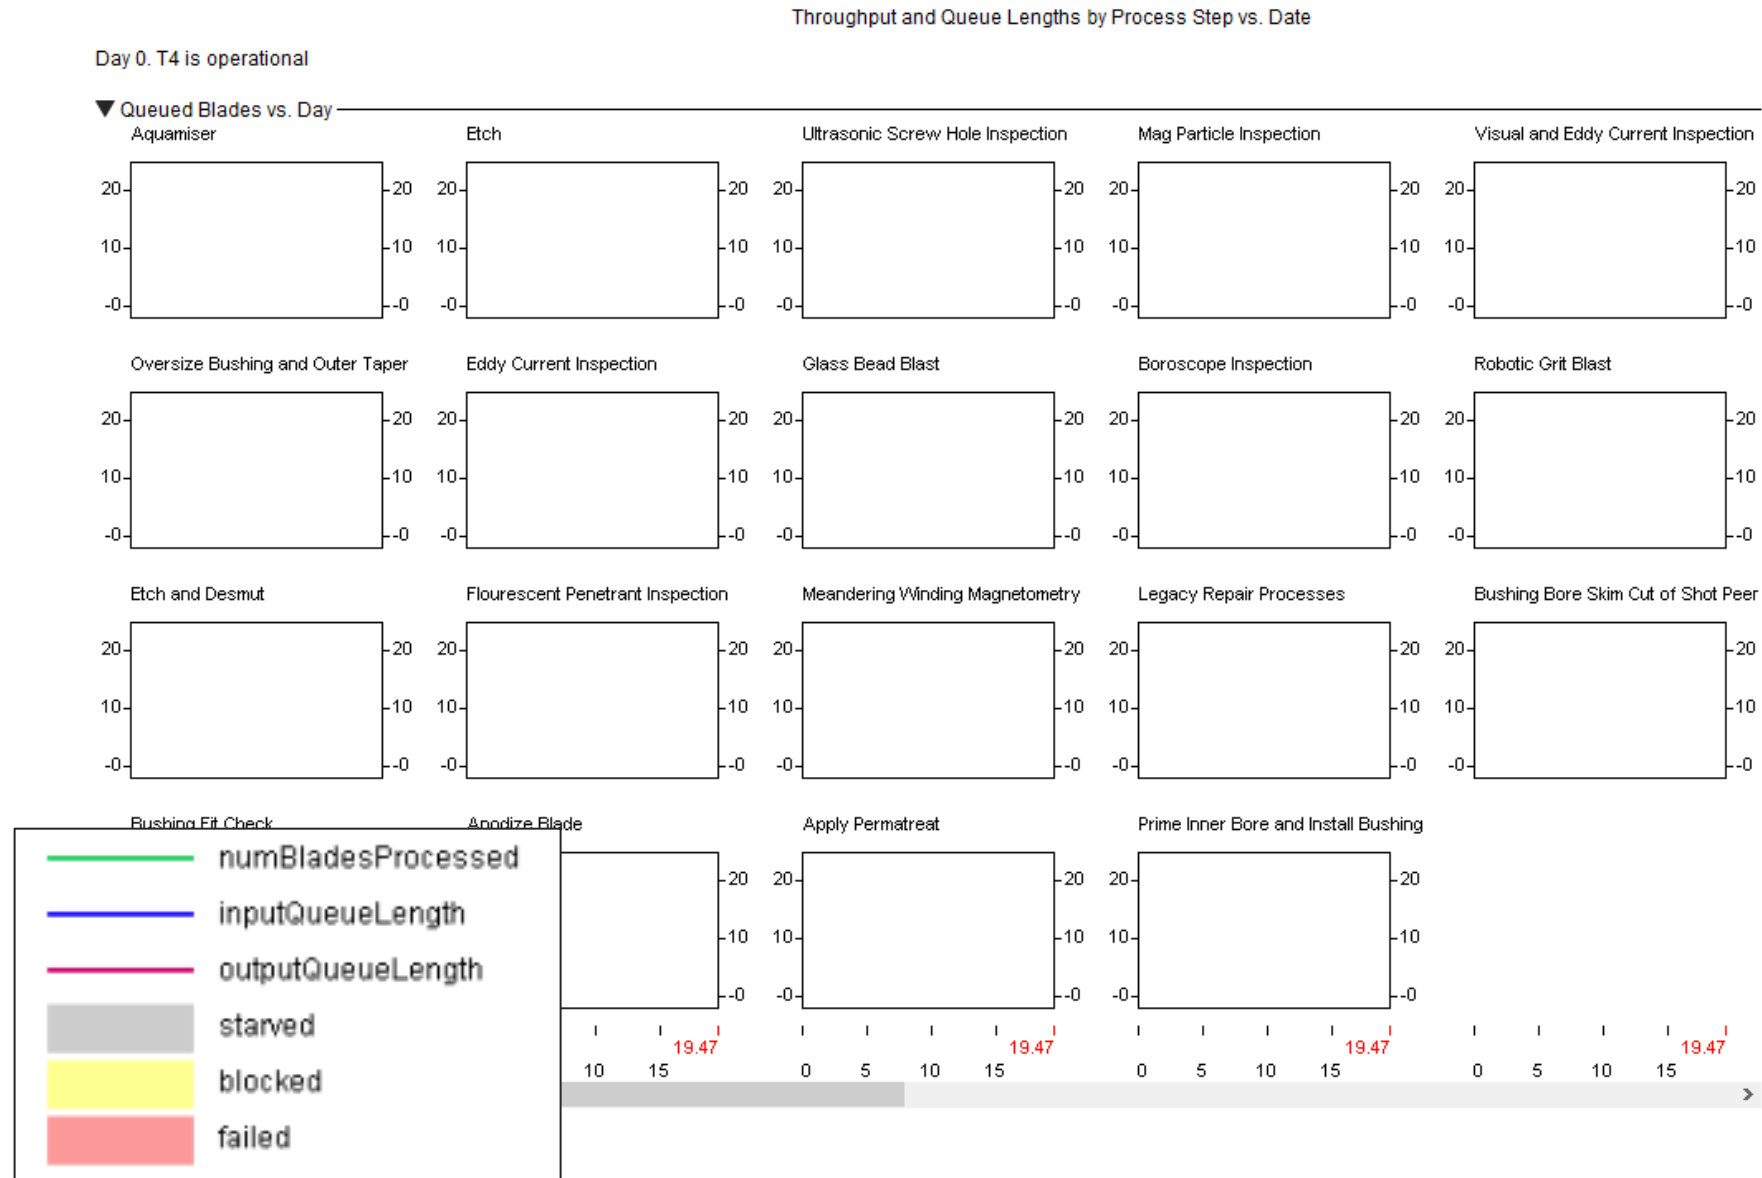 Throughput and Queue Lengths by Process Step vs. Date
Day 0. T4 is operational
Queued Blades vs. Day
Aquamiser Etch Ultrasonic Screw Hole Inspection Mag Particle Inspection Visual and Eddy Current Inspection
20 20 20 20 20 20 20 20 20 20
10 10 10 10 10 10 10 10 10 10
-0 -0 -0 -0 -0 -0 -0 -0 -0 -0
Oversize Bushing and Outer Taper Eddy Current Inspection Glass Bead Blast Boroscope Inspection Robotic Grit Blast
20 20 20 20 20 20 20 20 20 20
10 10 10 10 10 10 10 10 10 10
-0 -0 -0 -0 -0 -0 -0 -0 -0 -0
Etch and Desmut Flourescent Penetrant Inspection Meandering Winding Magnetometry Legacy Repair Processes Bushing Bore Skim Cut of Shot Peer
20 20 20 20 20 20 20 20 20 20
10 10 10 10 10 10 10 10 10 10
-0 -0 -0 -0 -0 -0 -0 -0 -0 -0
Bushing Fit Check Anodize Blade Apply Permatreat Prime Inner Bore and Install Bushing
20 20 20 20 20
10 10 10 10 10
-0 -0 -0 -0 -0
19.47 19.47 19.47 19.47
10 15 0 5 10 15 0 5 10 15 0 5 10 15
numBladesProcessed
inputQueueLength
outputQueueLength
starved
blocked
failed